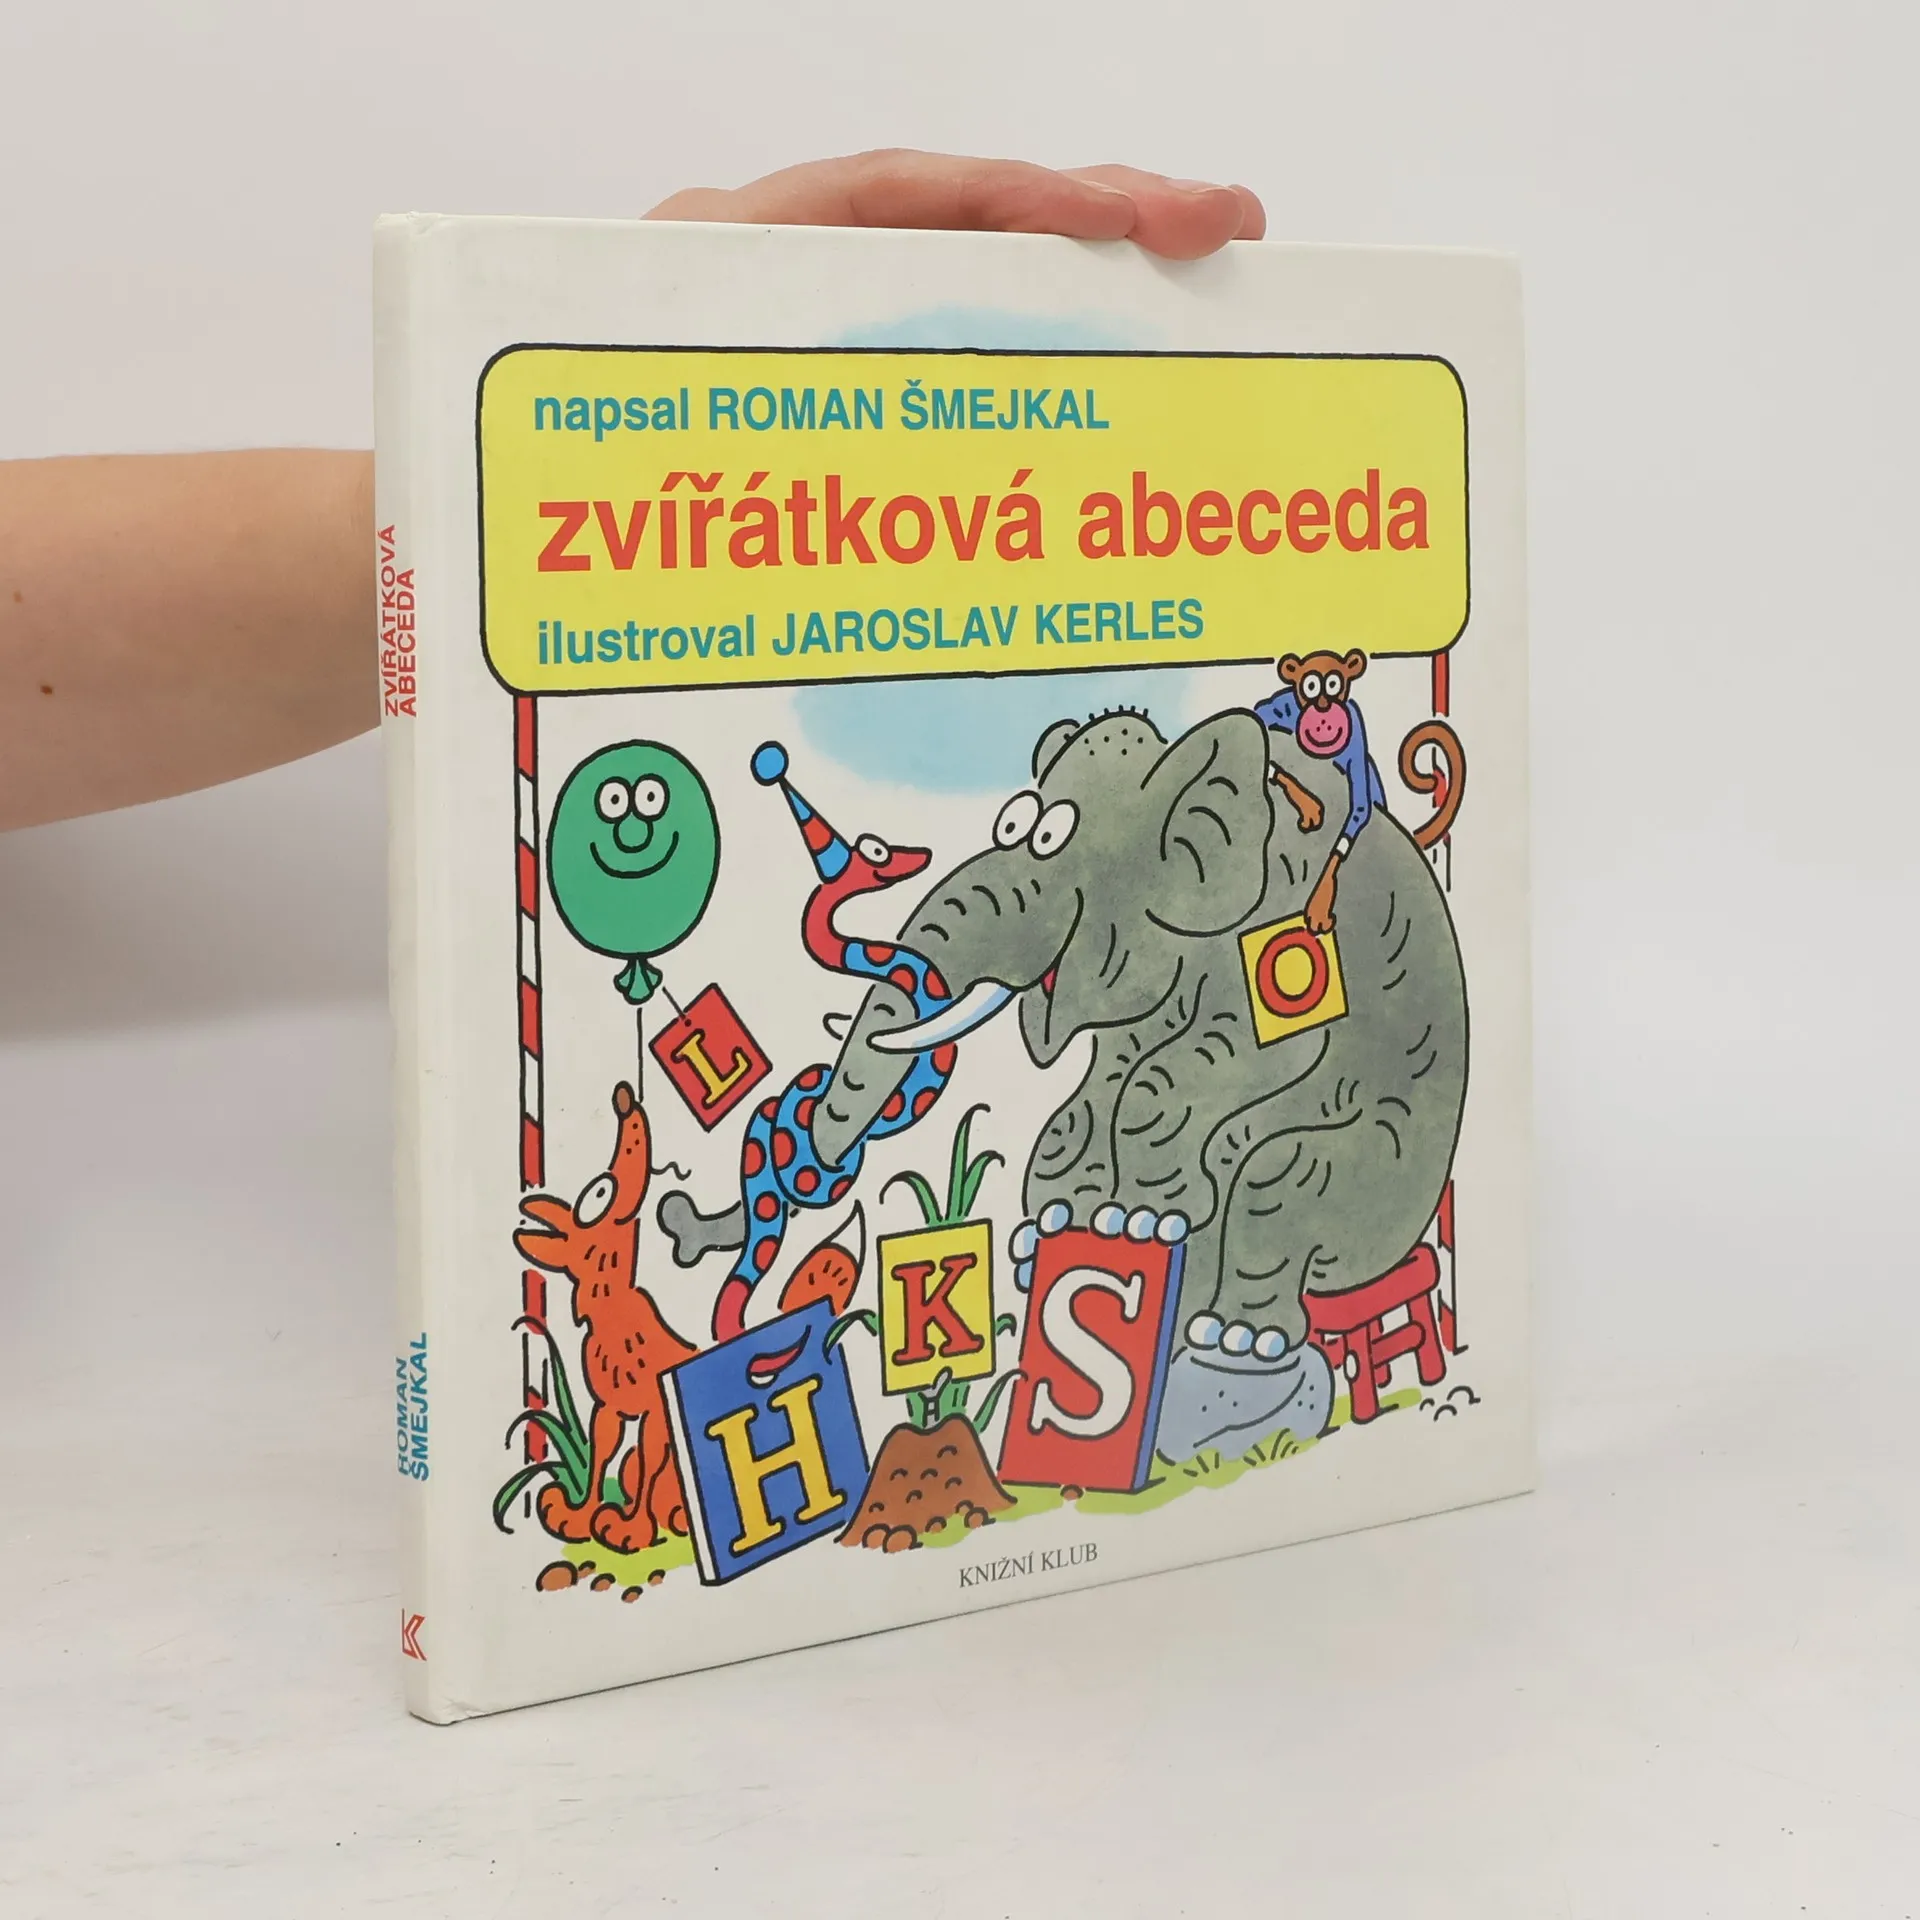 napsal ROMAN ŠMEJKAL
zvířátková abeceda
ilustroval JAROSLAV KERLES
L
O
K
S
H
KNIŽNÍ KLUB
ZVÍŘÁTKOVÁ
ABECEDA
ROMAN
ŠMEJKAL